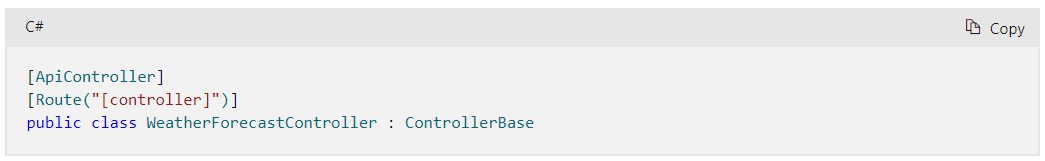 C#
Copy
[ApiController]
[Route("[controller]")]
public class WeatherForecastController : ControllerBase